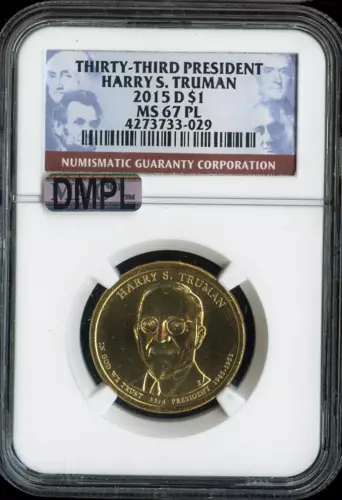 THIRTY-THIRD PRESIDENT
HARRY S. TRUMAN
2015 D $1
MS 67 PL
4273733-029
NUMISMATIC GUARANTY CORPORATION
DMPL
HARRY S. TRUMAN
IN GOD WE TRUST 33rd PRESIDENT 1945-1953